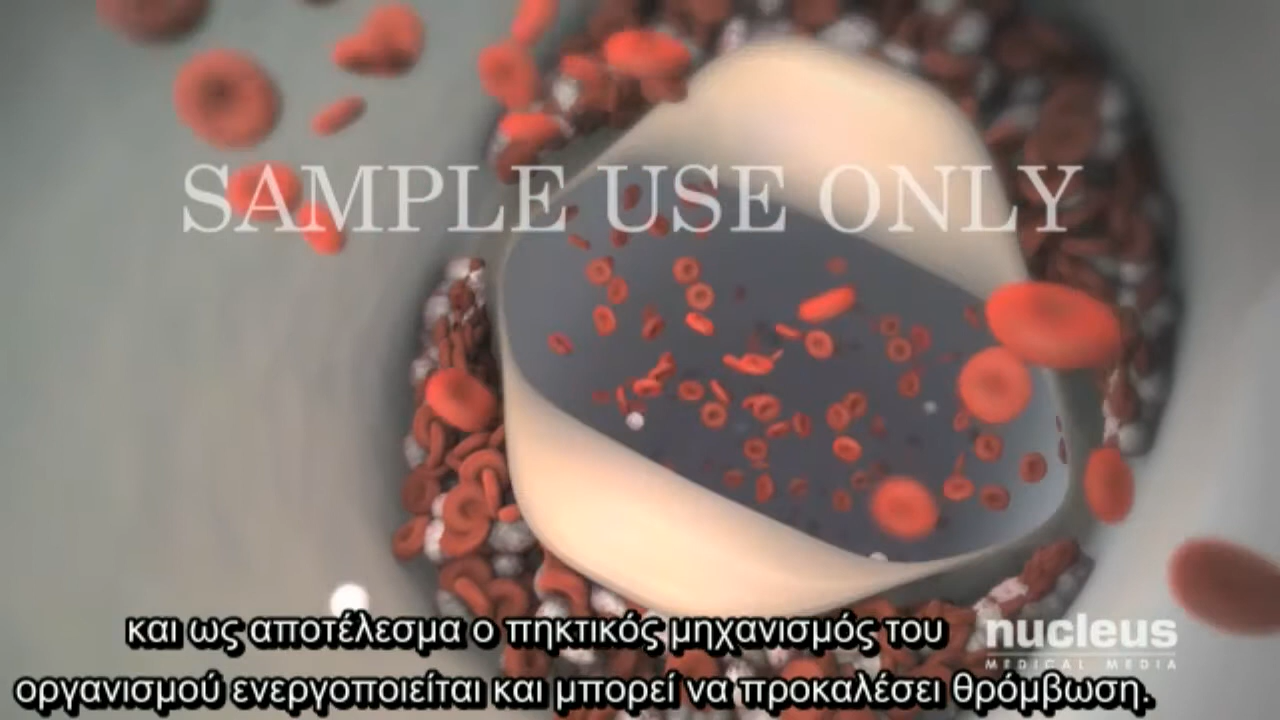 SAMPLE USE ONLY
και ως αποτέλεσμα ο πηκτικός μηχανισμός του
οργανισμού ενεργοποιείται και μπορεί να προκαλέσει θρόμβωση.
nucleus
MEDICAL MEDIA